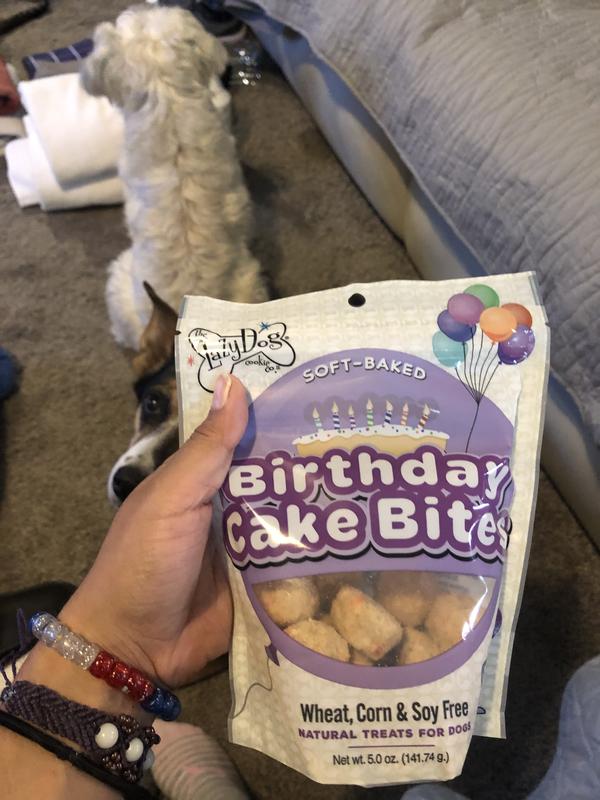 the
Lazy Dog
cookie co.
SOFT-BAKED
Birthday
Cake Bites
Wheat, Corn & Soy Free
NATURAL TREATS FOR DOGS
Net wt. 5.0 oz. (141.74 g.)